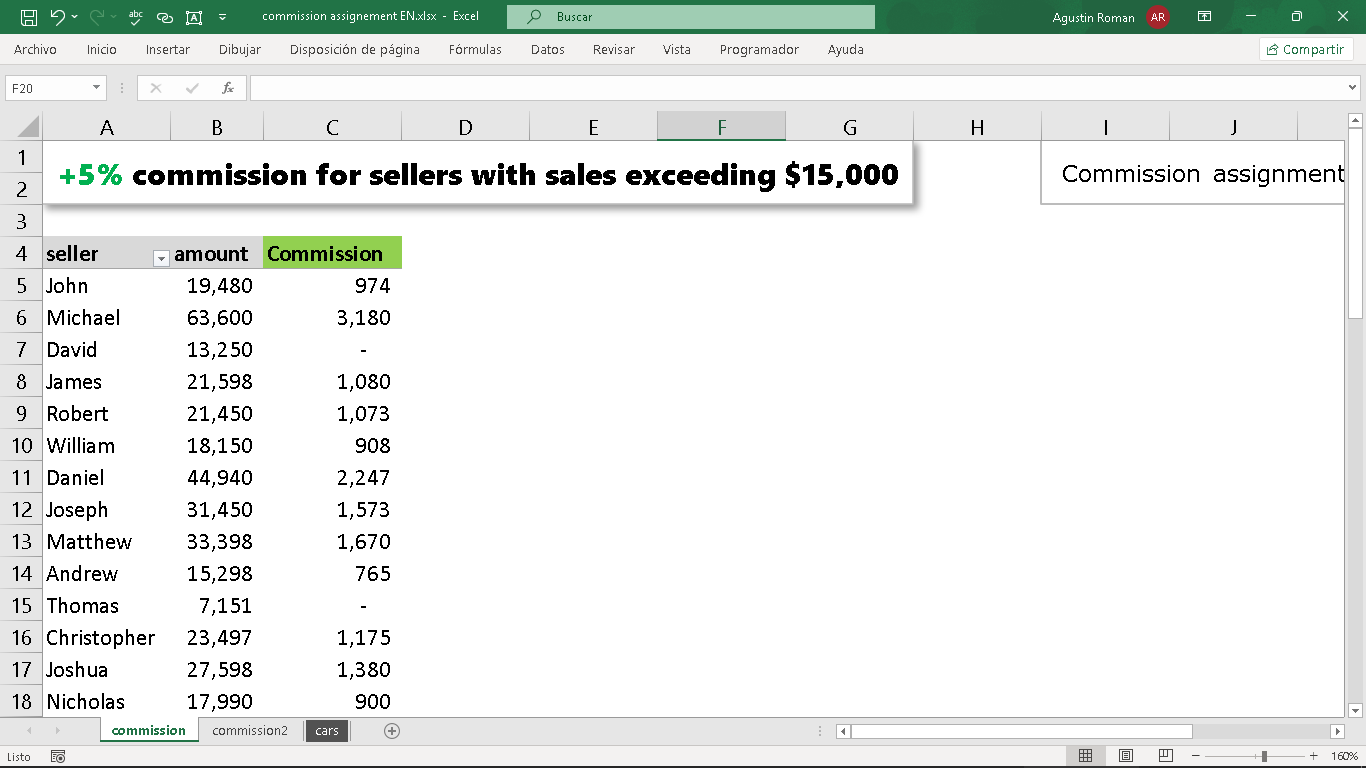 commission assignement EN.xlsx - Excel
Buscar
Agustin Roman AR
Archivo Inicio Insertar Dibujar Disposición de página Fórmulas Datos Revisar Vista Programador Ayuda Compartir
F20 fx
A B C D E F G H I J
1
2
+5% commission for sellers with sales exceeding $15,000
Commission assignment
3
4 seller amount Commission
5 John 19,480 974
6 Michael 63,600 3,180
7 David 13,250 -
8 James 21,598 1,080
9 Robert 21,450 1,073
10 William 18,150 908
11 Daniel 44,940 2,247
12 Joseph 31,450 1,573
13 Matthew 33,398 1,670
14 Andrew 15,298 765
15 Thomas 7,151 -
16 Christopher 23,497 1,175
17 Joshua 27,598 1,380
18 Nicholas 17,990 900
commission commission2 cars
Listo 160%